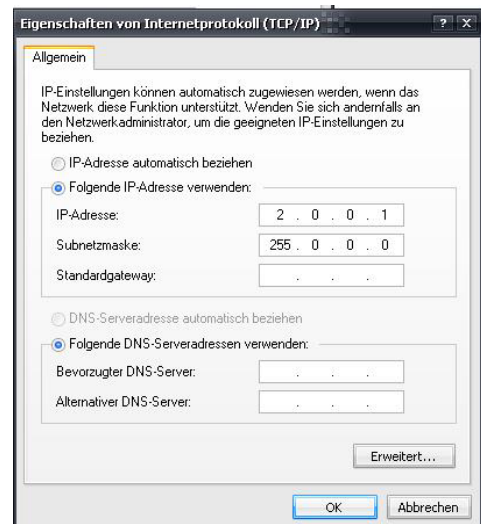 Eigenschaften von Internetprotokoll (TCP/IP)
Allgemein
IP-Einstellungen können automatisch zugewiesen werden, wenn das
Netzwerk diese Funktion unterstützt. Wenden Sie sich andernfalls an
den Netzwerkadministrator, um die geeigneten IP-Einstellungen zu
beziehen.
IP-Adresse automatisch beziehen
Folgende IP-Adresse verwenden:
IP-Adresse: 2 . 0 . 0 . 1
Subnetzmaske: 255 . 0 . 0 . 0
Standardgateway: . . .
DNS-Serveradresse automatisch beziehen
Folgende DNS-Serveradressen verwenden:
Bevorzugter DNS-Server: . . .
Alternativer DNS-Server: . . .
Erweitert...
OK Abbrechen